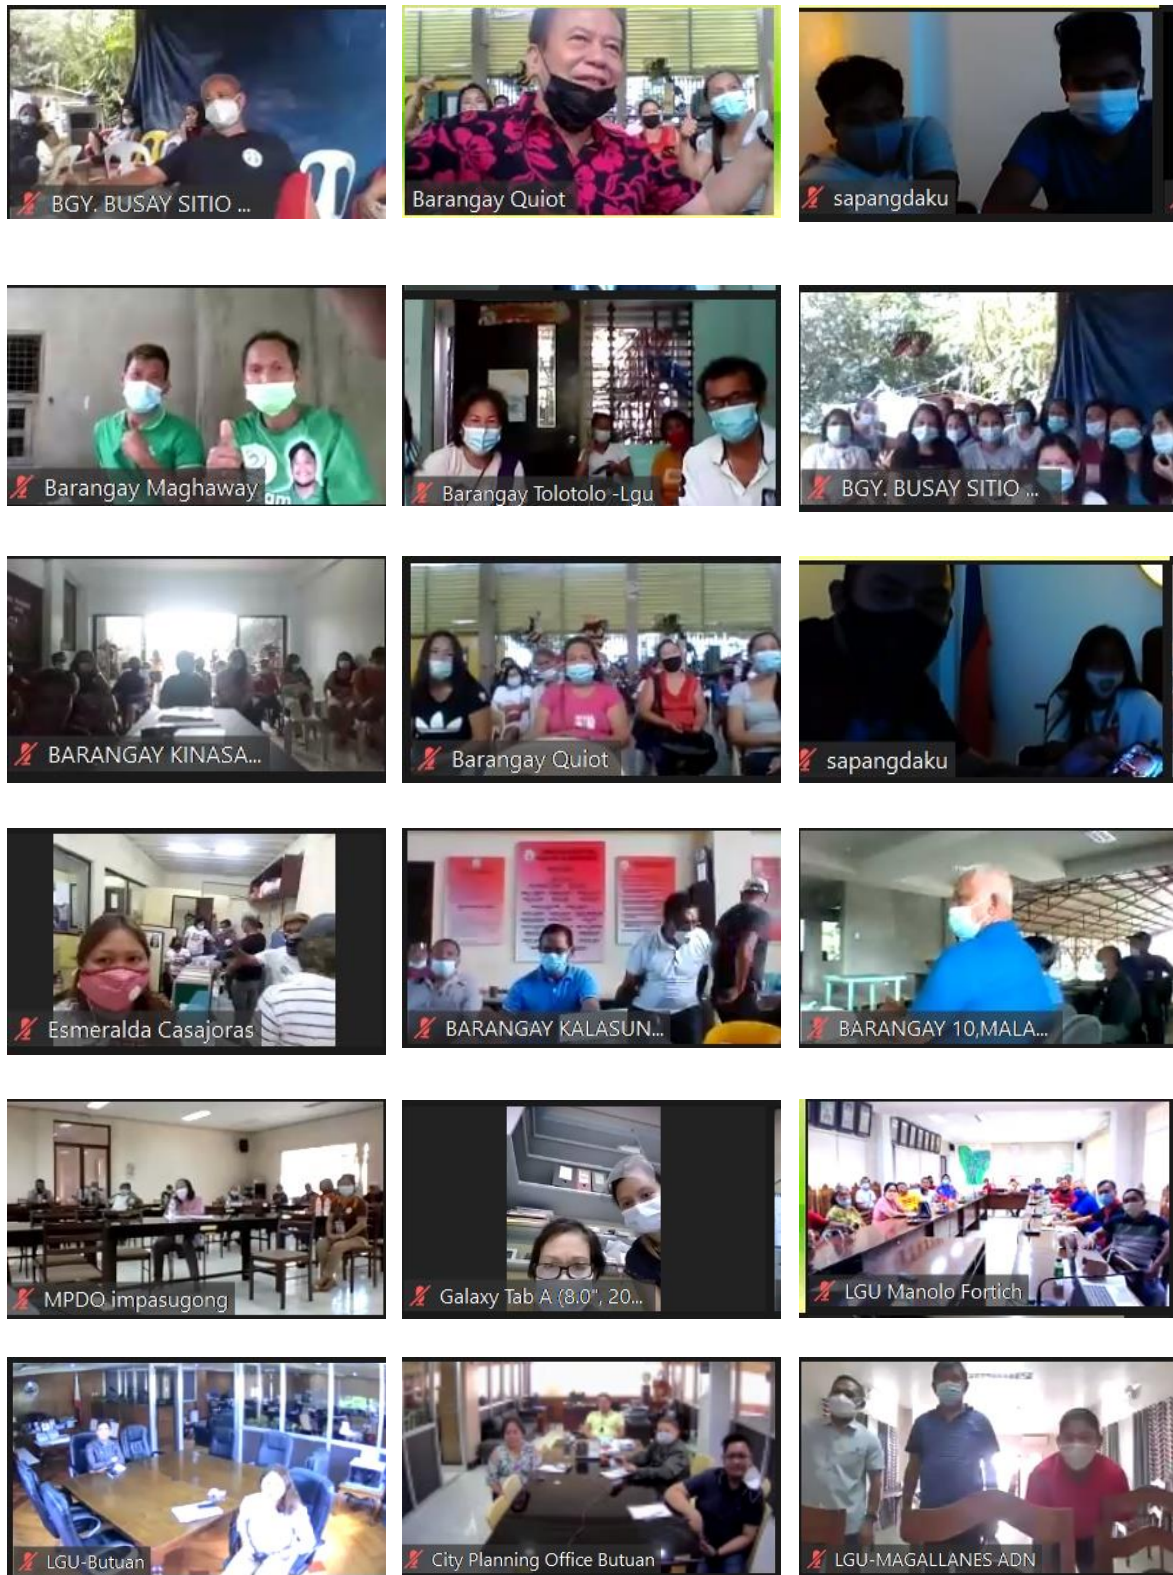 BGY. BUSAY SITIO ...
Barangay Quiot
sapangdaku
Barangay Maghaway
am
Barangay Tolotolo -Lgu
BGY. BUSAY SITIO ...
BARANGAY KINASA...
Barangay Quiot
sapangdaku
Esmeralda Casajoras
BARANGAY KALASUN...
BARANGAY 10,MALA...
MPDO impasugong
Galaxy Tab A (8.0", 20...
LGU Manolo Fortich
LGU-Butuan
City Planning Office Butuan
LGU-MAGALLANES ADN